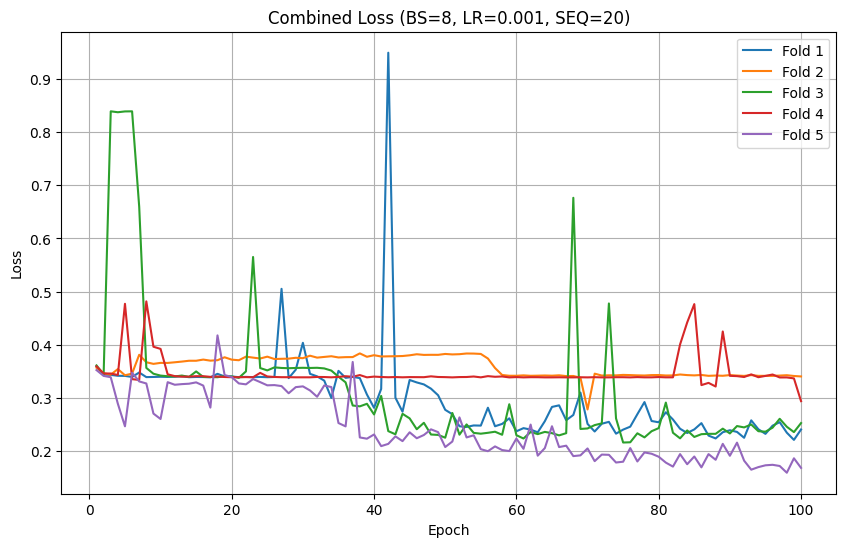 Combined Loss (BS=8, LR=0.001, SEQ=20)
Fold 1
Fold 2
Fold 3
Fold 4
Fold 5
Loss
0.9
0.8
0.7
0.6
0.5
0.4
0.3
0.2
0 20 40 60 80 100
Epoch